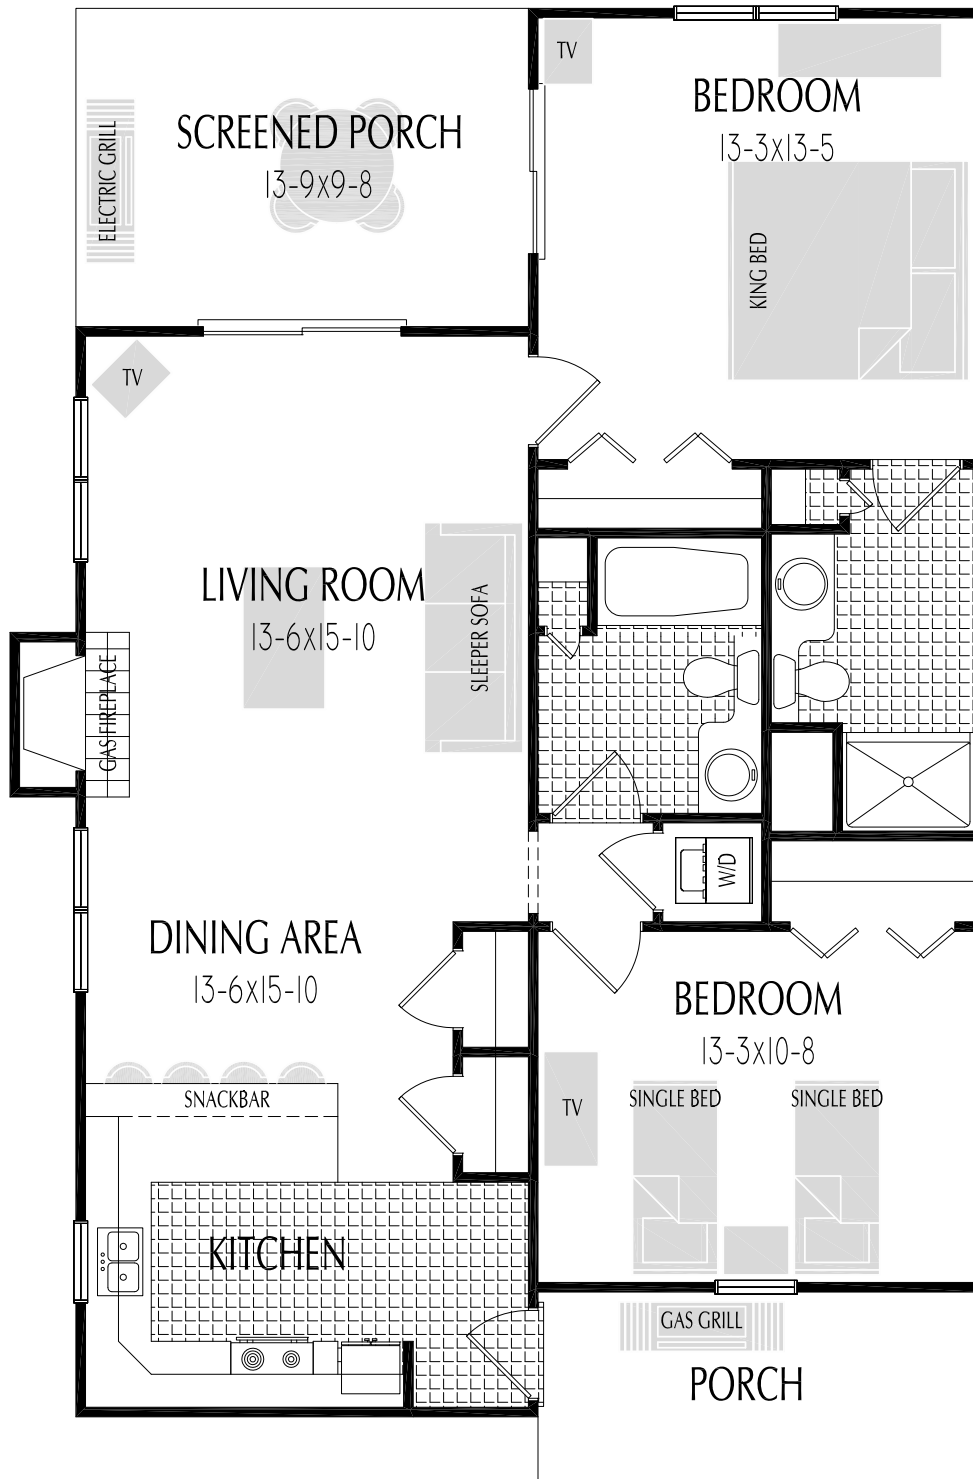 TV
BEDROOM
13-3x13-5
SCREENED PORCH
13-9x9-8
ELECTRIC GRILL
KING BED
TV
LIVING ROOM
13-6x15-10
SLEEPER SOFA
GAS FIREPLACE
W/D
DINING AREA
13-6x15-10
BEDROOM
13-3x10-8
SNACKBAR
TV
SINGLE BED
SINGLE BED
KITCHEN
GAS GRILL
PORCH